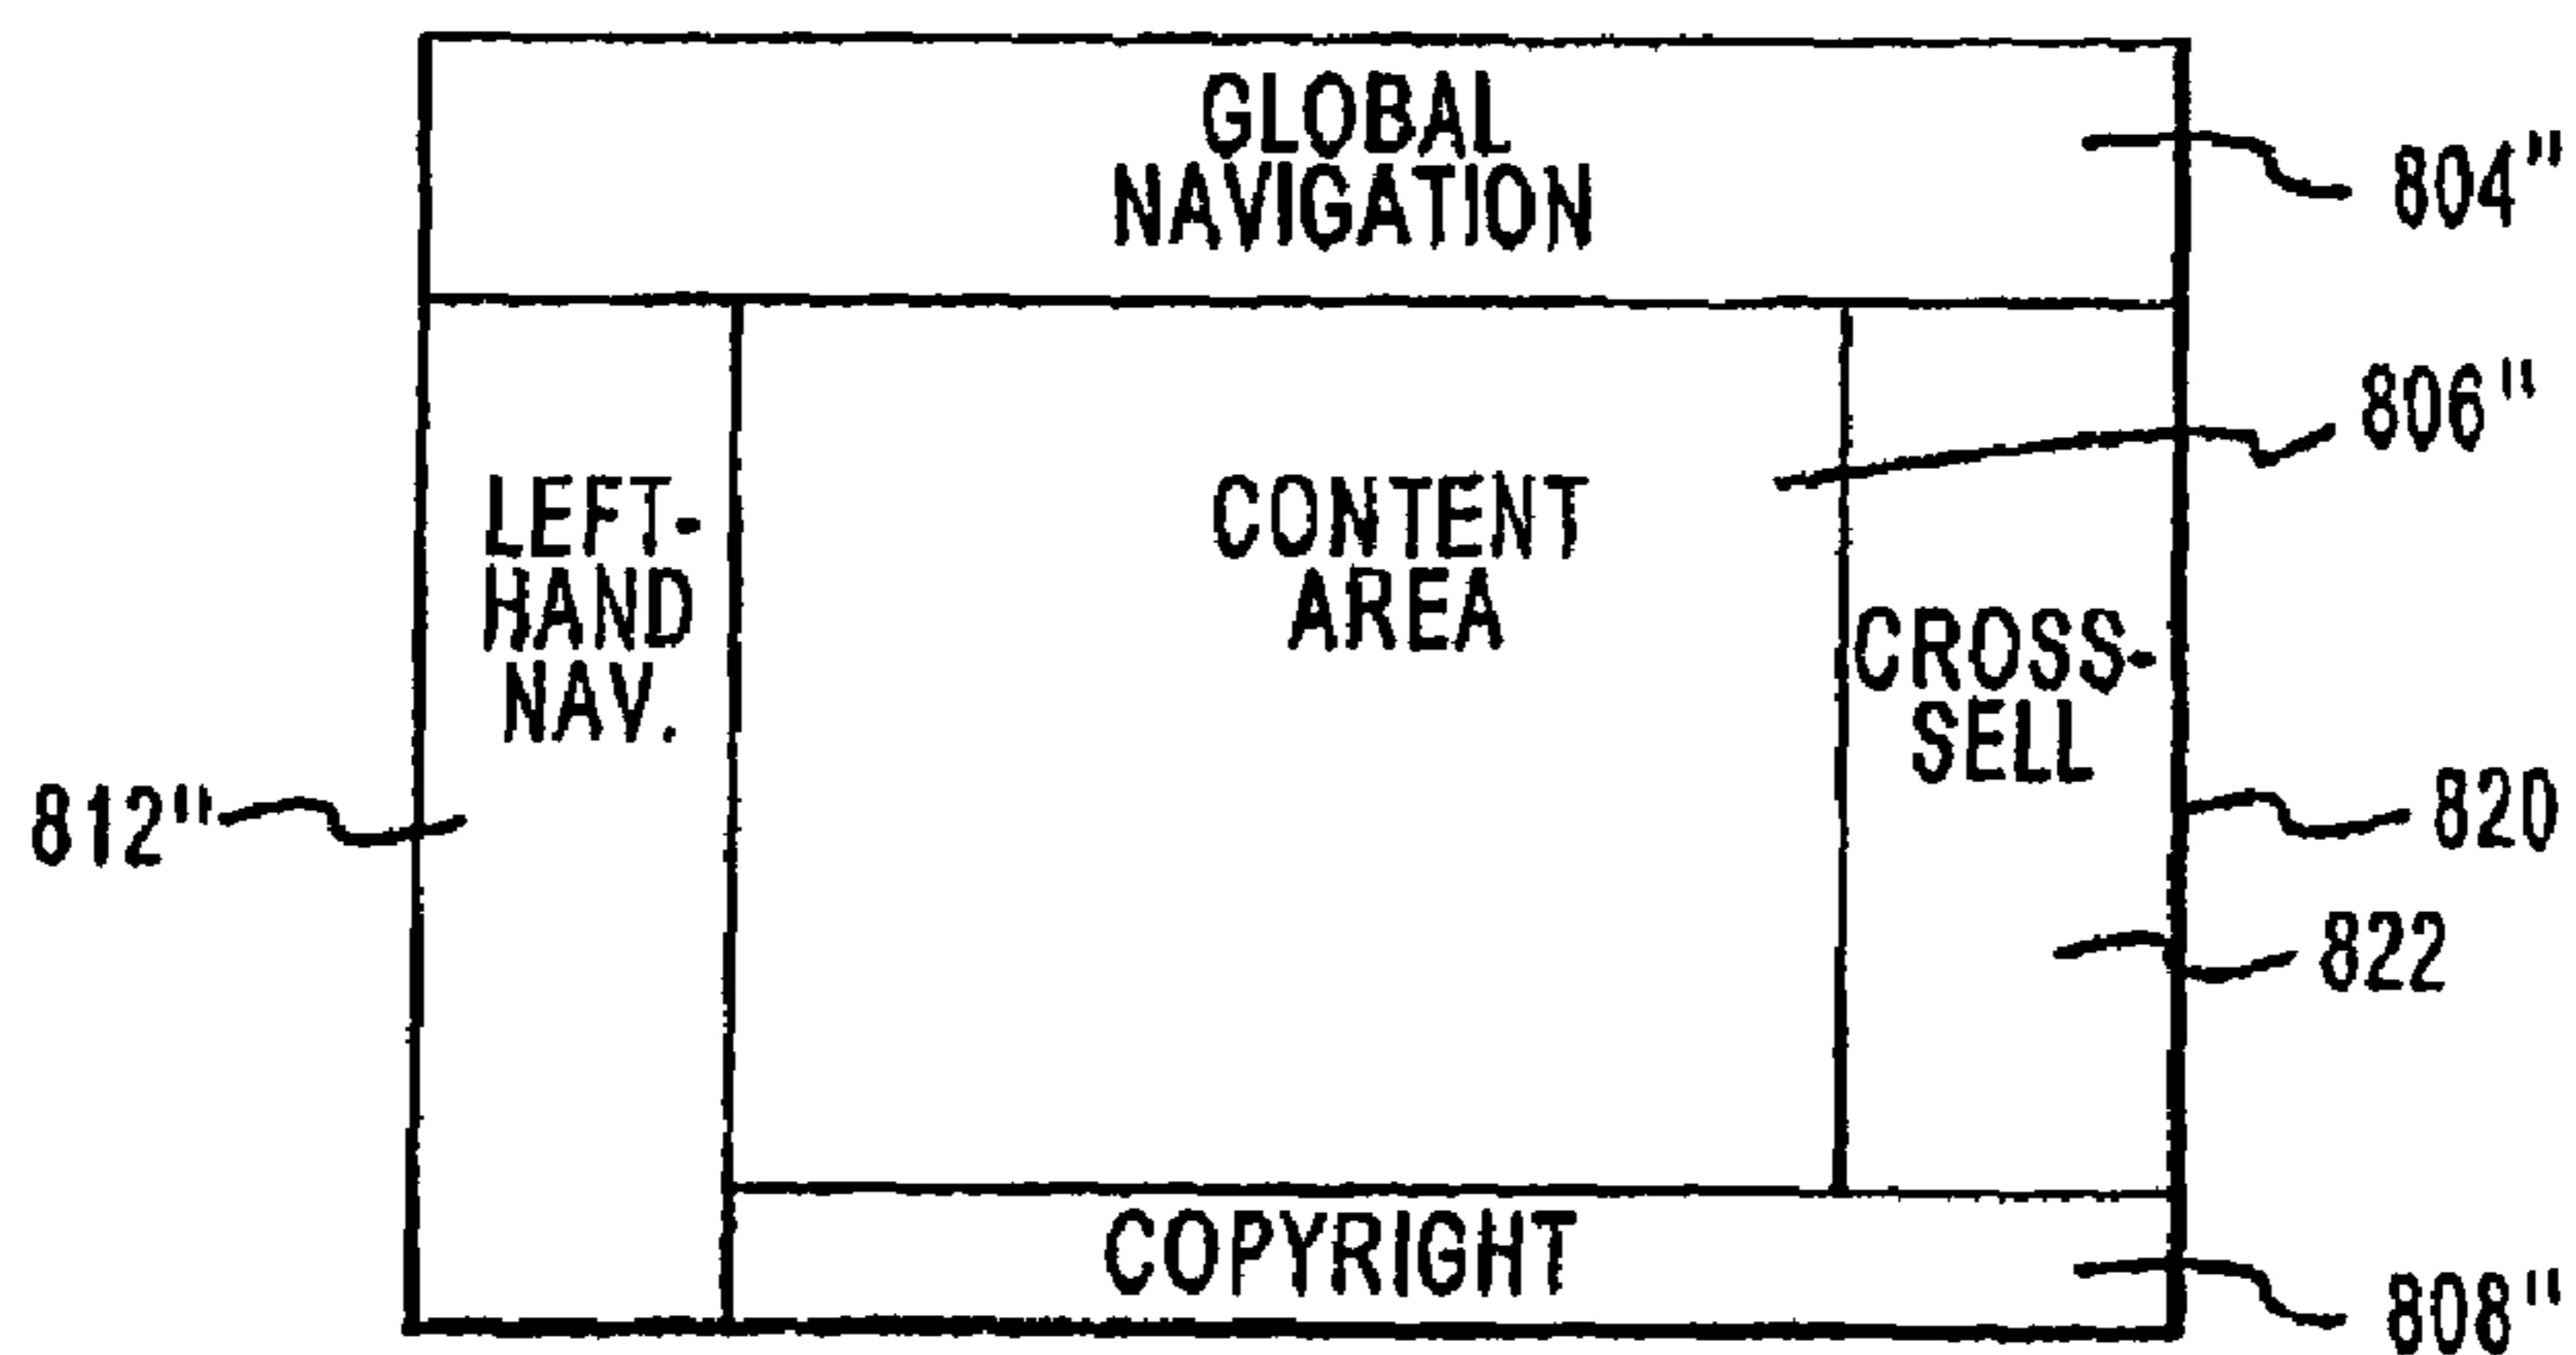 GLOBAL
NAVIGATION
804"
806"
LEFT-
HAND
NAV.
CONTENT
AREA
CROSS-
SELL
812"
820
822
COPYRIGHT
808"